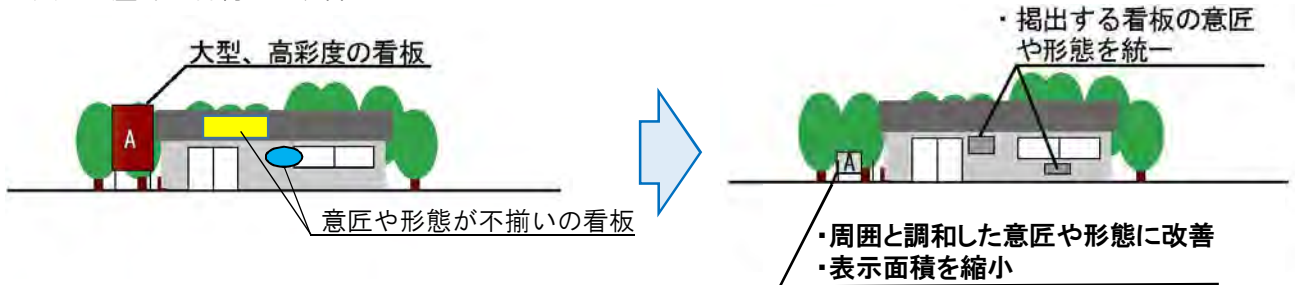 大型、高彩度の看板
A
意匠や形態が不揃いの看板
・掲出する看板の意匠
や形態を統一
A
・周囲と調和した意匠や形態に改善
・表示面積を縮小